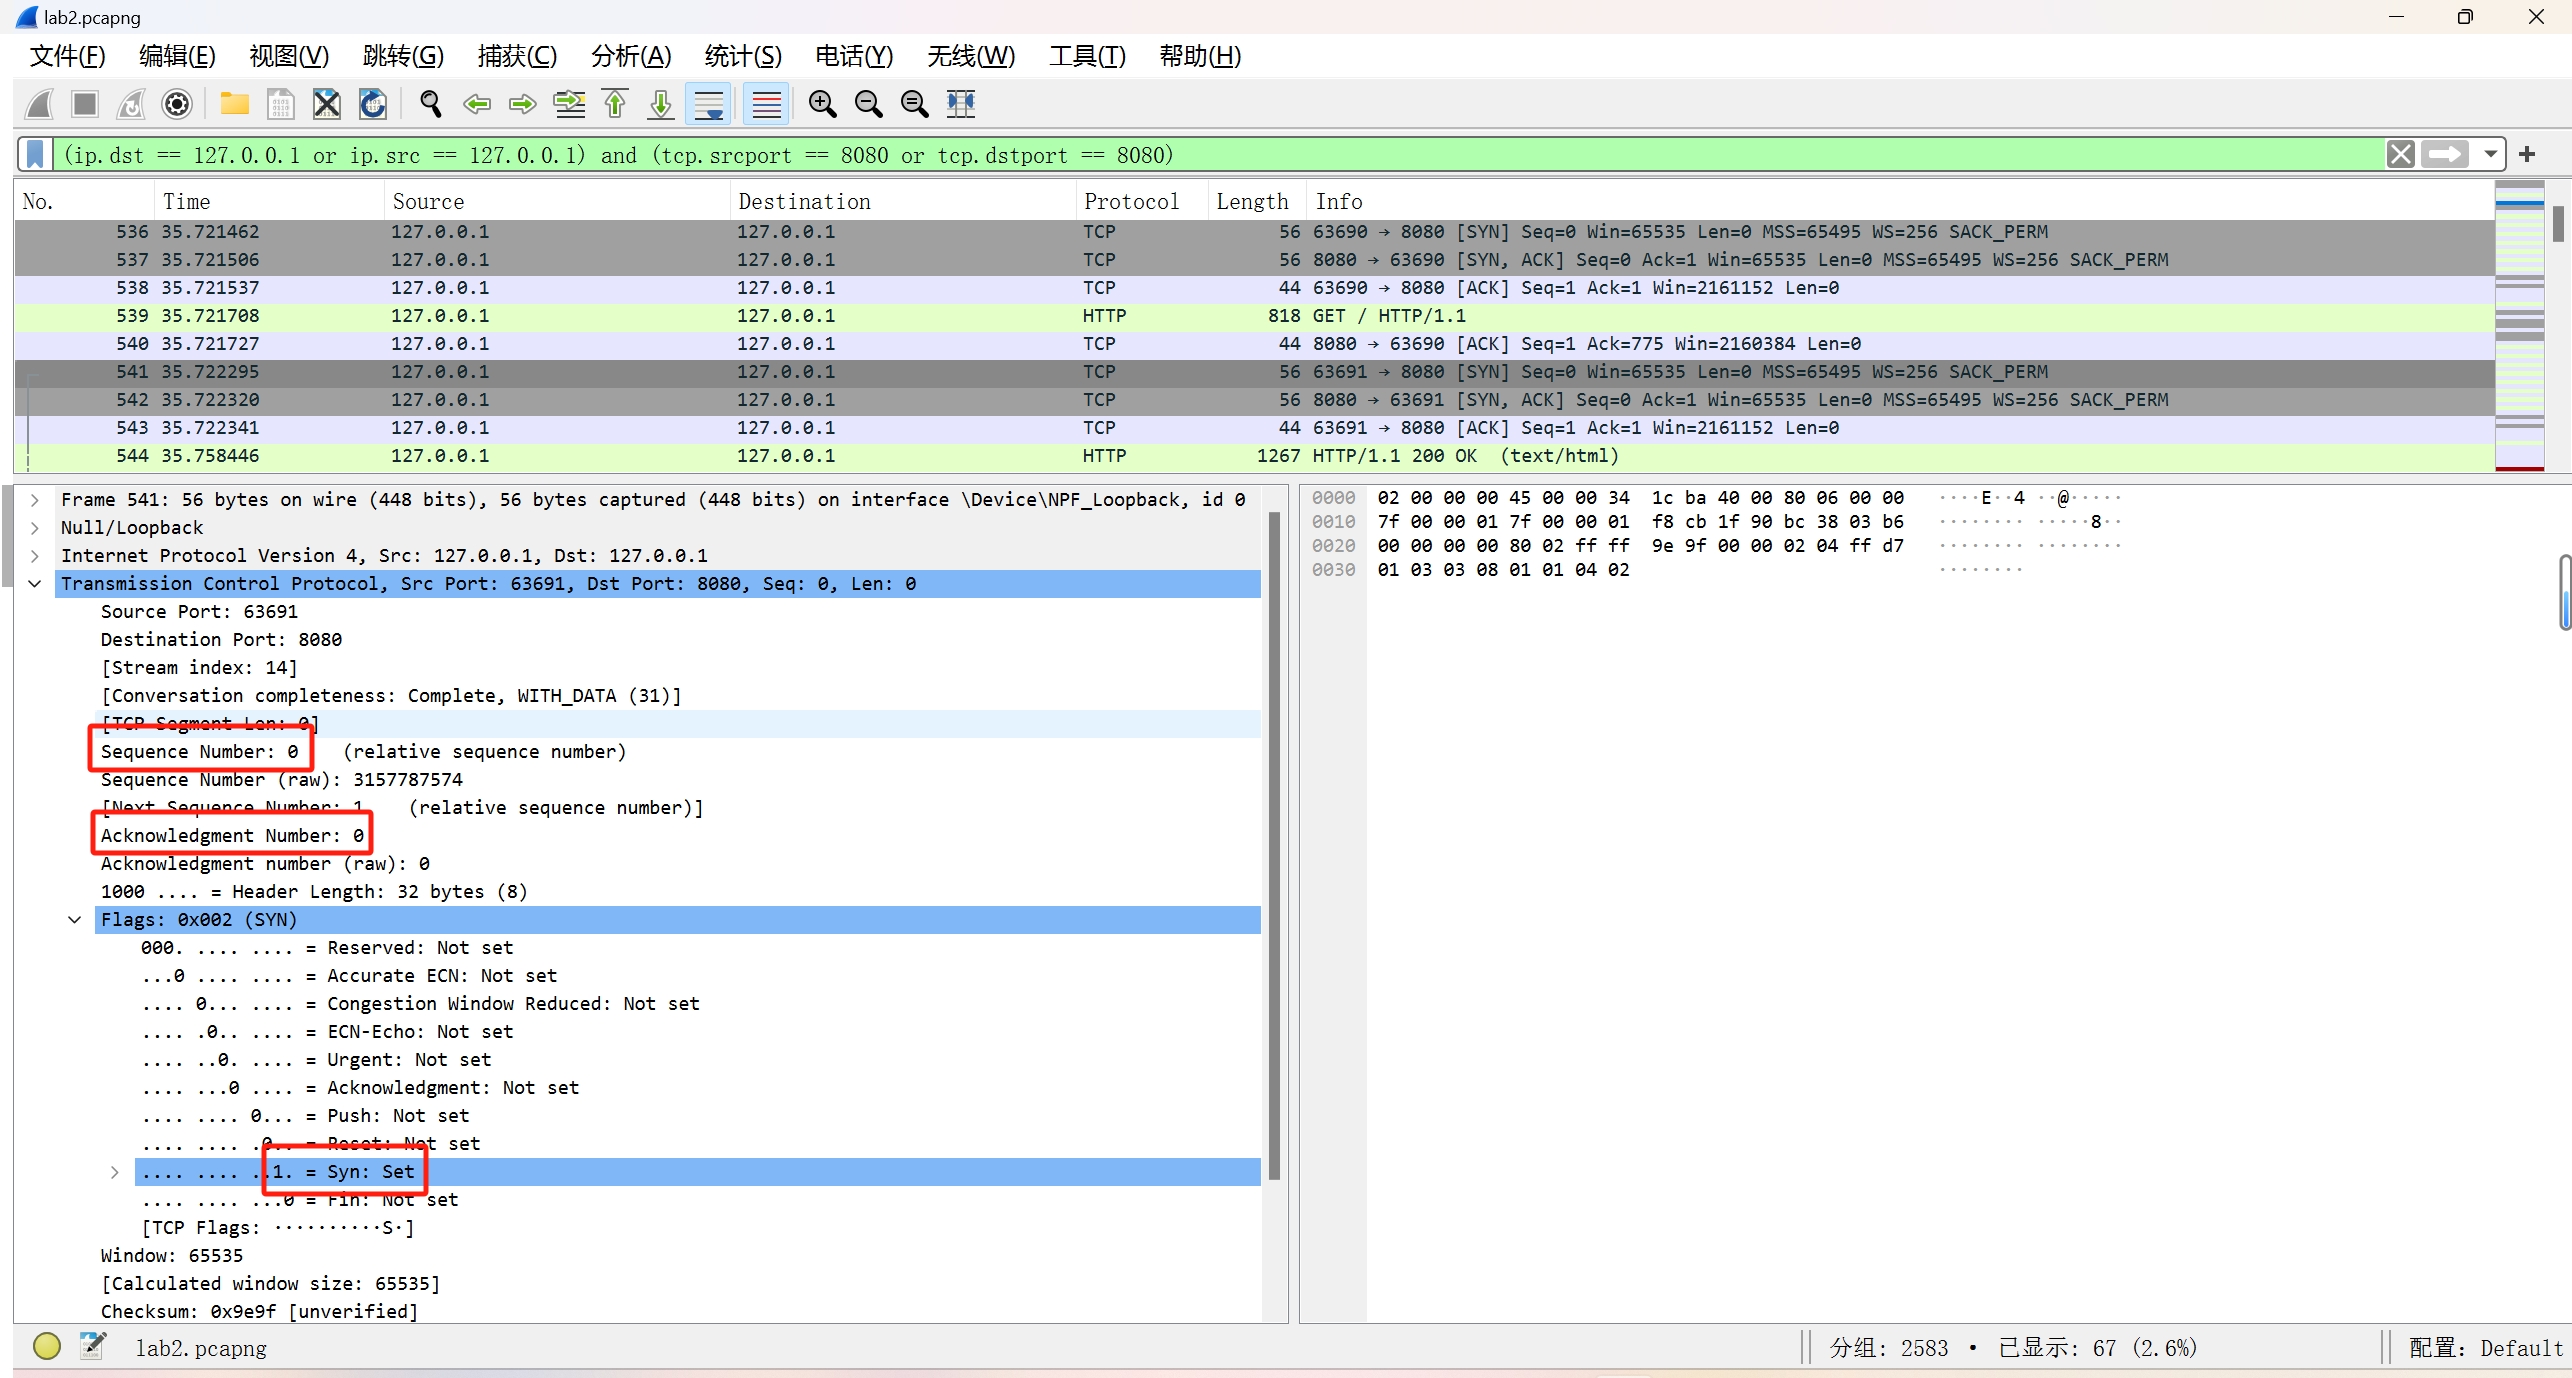 lab2.pcapng
文件(F) 编辑(E) 视图(V) 跳转(G) 捕获(C) 分析(A) 统计(S) 电话(Y) 无线(W) 工具(T) 帮助(H)
(ip.dst == 127.0.0.1 or ip.src == 127.0.0.1) and (tcp.srcport == 8080 or tcp.dstport == 8080)
No. Time Source Destination Protocol Length Info
536 35.721462 127.0.0.1 127.0.0.1 TCP 56 63690 → 8080 [SYN] Seq=0 Win=65535 Len=0 MSS=65495 WS=256 SACK_PERM
537 35.721506 127.0.0.1 127.0.0.1 TCP 56 8080 → 63690 [SYN, ACK] Seq=0 Ack=1 Win=65535 Len=0 MSS=65495 WS=256 SACK_PERM
538 35.721537 127.0.0.1 127.0.0.1 TCP 44 63690 → 8080 [ACK] Seq=1 Ack=1 Win=2161152 Len=0
539 35.721708 127.0.0.1 127.0.0.1 HTTP 818 GET / HTTP/1.1
540 35.721727 127.0.0.1 127.0.0.1 TCP 44 8080 → 63690 [ACK] Seq=1 Ack=775 Win=2160384 Len=0
541 35.722295 127.0.0.1 127.0.0.1 TCP 56 63691 → 8080 [SYN] Seq=0 Win=65535 Len=0 MSS=65495 WS=256 SACK_PERM
542 35.722320 127.0.0.1 127.0.0.1 TCP 56 8080 → 63691 [SYN, ACK] Seq=0 Ack=1 Win=65535 Len=0 MSS=65495 WS=256 SACK_PERM
543 35.722341 127.0.0.1 127.0.0.1 TCP 44 63691 → 8080 [ACK] Seq=1 Ack=1 Win=2161152 Len=0
544 35.758446 127.0.0.1 127.0.0.1 HTTP 1267 HTTP/1.1 200 OK  (text/html)
Frame 541: 56 bytes on wire (448 bits), 56 bytes captured (448 bits) on interface \Device\NPF_Loopback, id 0
Null/Loopback
Internet Protocol Version 4, Src: 127.0.0.1, Dst: 127.0.0.1
Transmission Control Protocol, Src Port: 63691, Dst Port: 8080, Seq: 0, Len: 0
Source Port: 63691
Destination Port: 8080
[Stream index: 14]
[Conversation completeness: Complete, WITH_DATA (31)]
[TCP Segment Len: 0]
Sequence Number: 0    (relative sequence number)
Sequence Number (raw): 3157787574
[Next Sequence Number: 1    (relative sequence number)]
Acknowledgment Number: 0
Acknowledgment number (raw): 0
1000 .... = Header Length: 32 bytes (8)
Flags: 0x002 (SYN)
000. .... .... = Reserved: Not set
...0 .... .... = Accurate ECN: Not set
.... 0... .... = Congestion Window Reduced: Not set
.... .0.. .... = ECN-Echo: Not set
.... ..0. .... = Urgent: Not set
.... ...0 .... = Acknowledgment: Not set
.... .... 0... = Push: Not set
.... .... .0.. = Reset: Not set
.... .... ..1. = Syn: Set
.... .... ...0 = Fin: Not set
[TCP Flags: ··········S·]
Window: 65535
[Calculated window size: 65535]
Checksum: 0x9e9f [unverified]
0000 02 00 00 00 45 00 00 34 1c ba 40 00 80 06 00 00 ····E··4 ··@·····
0010 7f 00 00 01 7f 00 00 01 f8 cb 1f 90 bc 38 03 b6 ········ ·····8··
0020 00 00 00 00 80 02 ff ff 9e 9f 00 00 02 04 ff d7 ········ ········
0030 01 03 03 08 01 01 04 02 ········
lab2.pcapng
分组: 2583 · 已显示: 67 (2.6%)
配置: Default